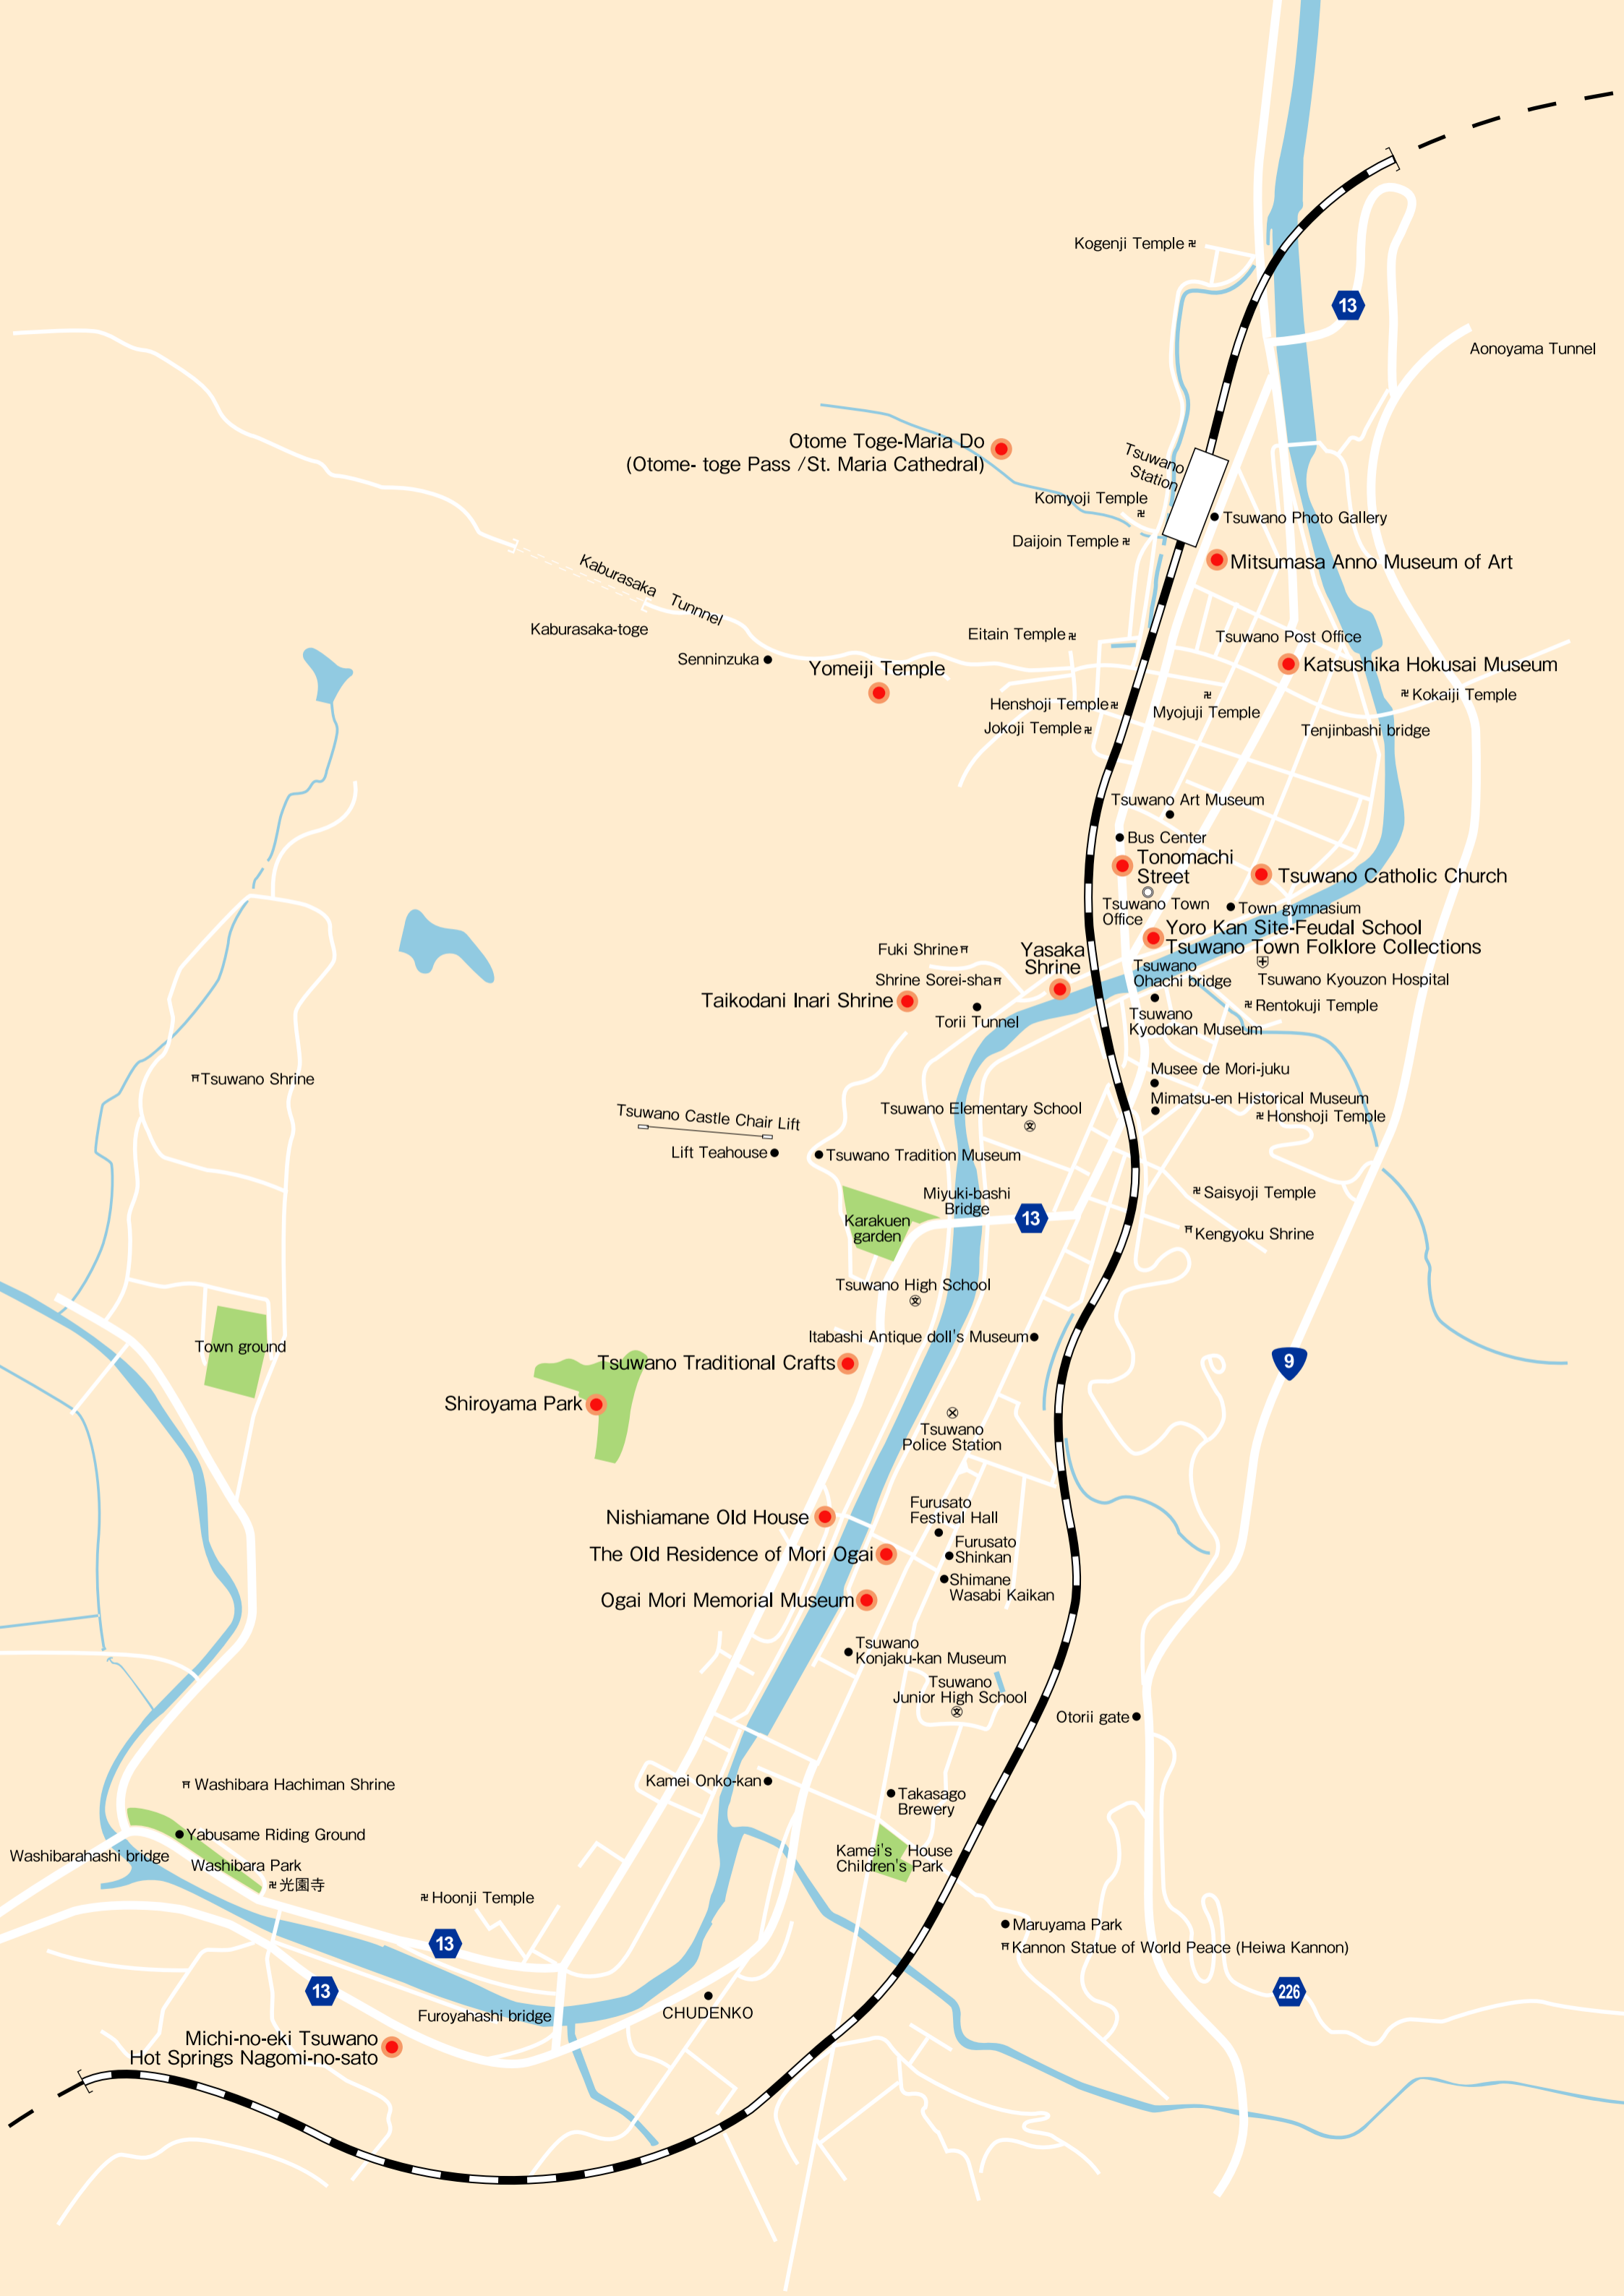 Kogenji Temple
13
Aonoyama Tunnel
Otome Toge-Maria Do
(Otome- toge Pass /St. Maria Cathedral)
Tsuwano
Station
Komyoji Temple
Tsuwano Photo Gallery
Daijoin Temple
Mitsumasa Anno Museum of Art
Kaburasaka Tunnnel
Kaburasaka-toge
Eitain Temple
Tsuwano Post Office
Senninzuka
Yomeiji Temple
Katsushika Hokusai Museum
Kokaiji Temple
Henshoji Temple
Myojuji Temple
Jokoji Temple
Tenjinbashi bridge
Tsuwano Art Museum
Bus Center
Tonomachi
Street
Tsuwano Catholic Church
Tsuwano Town
Office
Town gymnasium
Yoro Kan Site-Feudal School
Tsuwano Town Folklore Collections
Fuki Shrine
Yasaka
Shrine
Tsuwano
Ohachi bridge
Tsuwano Kyouzon Hospital
Shrine Sorei-sha
Taikodani Inari Shrine
Torii Tunnel
Rentokuji Temple
Tsuwano
Kyodokan Museum
Tsuwano Shrine
Musee de Mori-juku
Mimatsu-en Historical Museum
Honshoji Temple
Tsuwano Castle Chair Lift
Tsuwano Elementary School
文
Lift Teahouse
Tsuwano Tradition Museum
Miyuki-bashi
Bridge
Saisyoji Temple
Karakuen
garden
13
Kengyoku Shrine
Tsuwano High School
文
Town ground
Itabashi Antique doll's Museum
Tsuwano Traditional Crafts
9
Shiroyama Park
Tsuwano
Police Station
Furusato
Festival Hall
Nishiamane Old House
Furusato
Shinkan
The Old Residence of Mori Ogai
Shimane
Wasabi Kaikan
Ogai Mori Memorial Museum
Tsuwano
Konjaku-kan Museum
Tsuwano
Junior High School
文
Otorii gate
Washibara Hachiman Shrine
Kamei Onko-kan
Takasago
Brewery
Yabusame Riding Ground
Washibarahashi bridge
Washibara Park
光園寺
Kamei's House
Children's Park
Hoonji Temple
Maruyama Park
13
Kannon Statue of World Peace (Heiwa Kannon)
13
226
Furoyahashi bridge
CHUDENKO
Michi-no-eki Tsuwano
Hot Springs Nagomi-no-sato